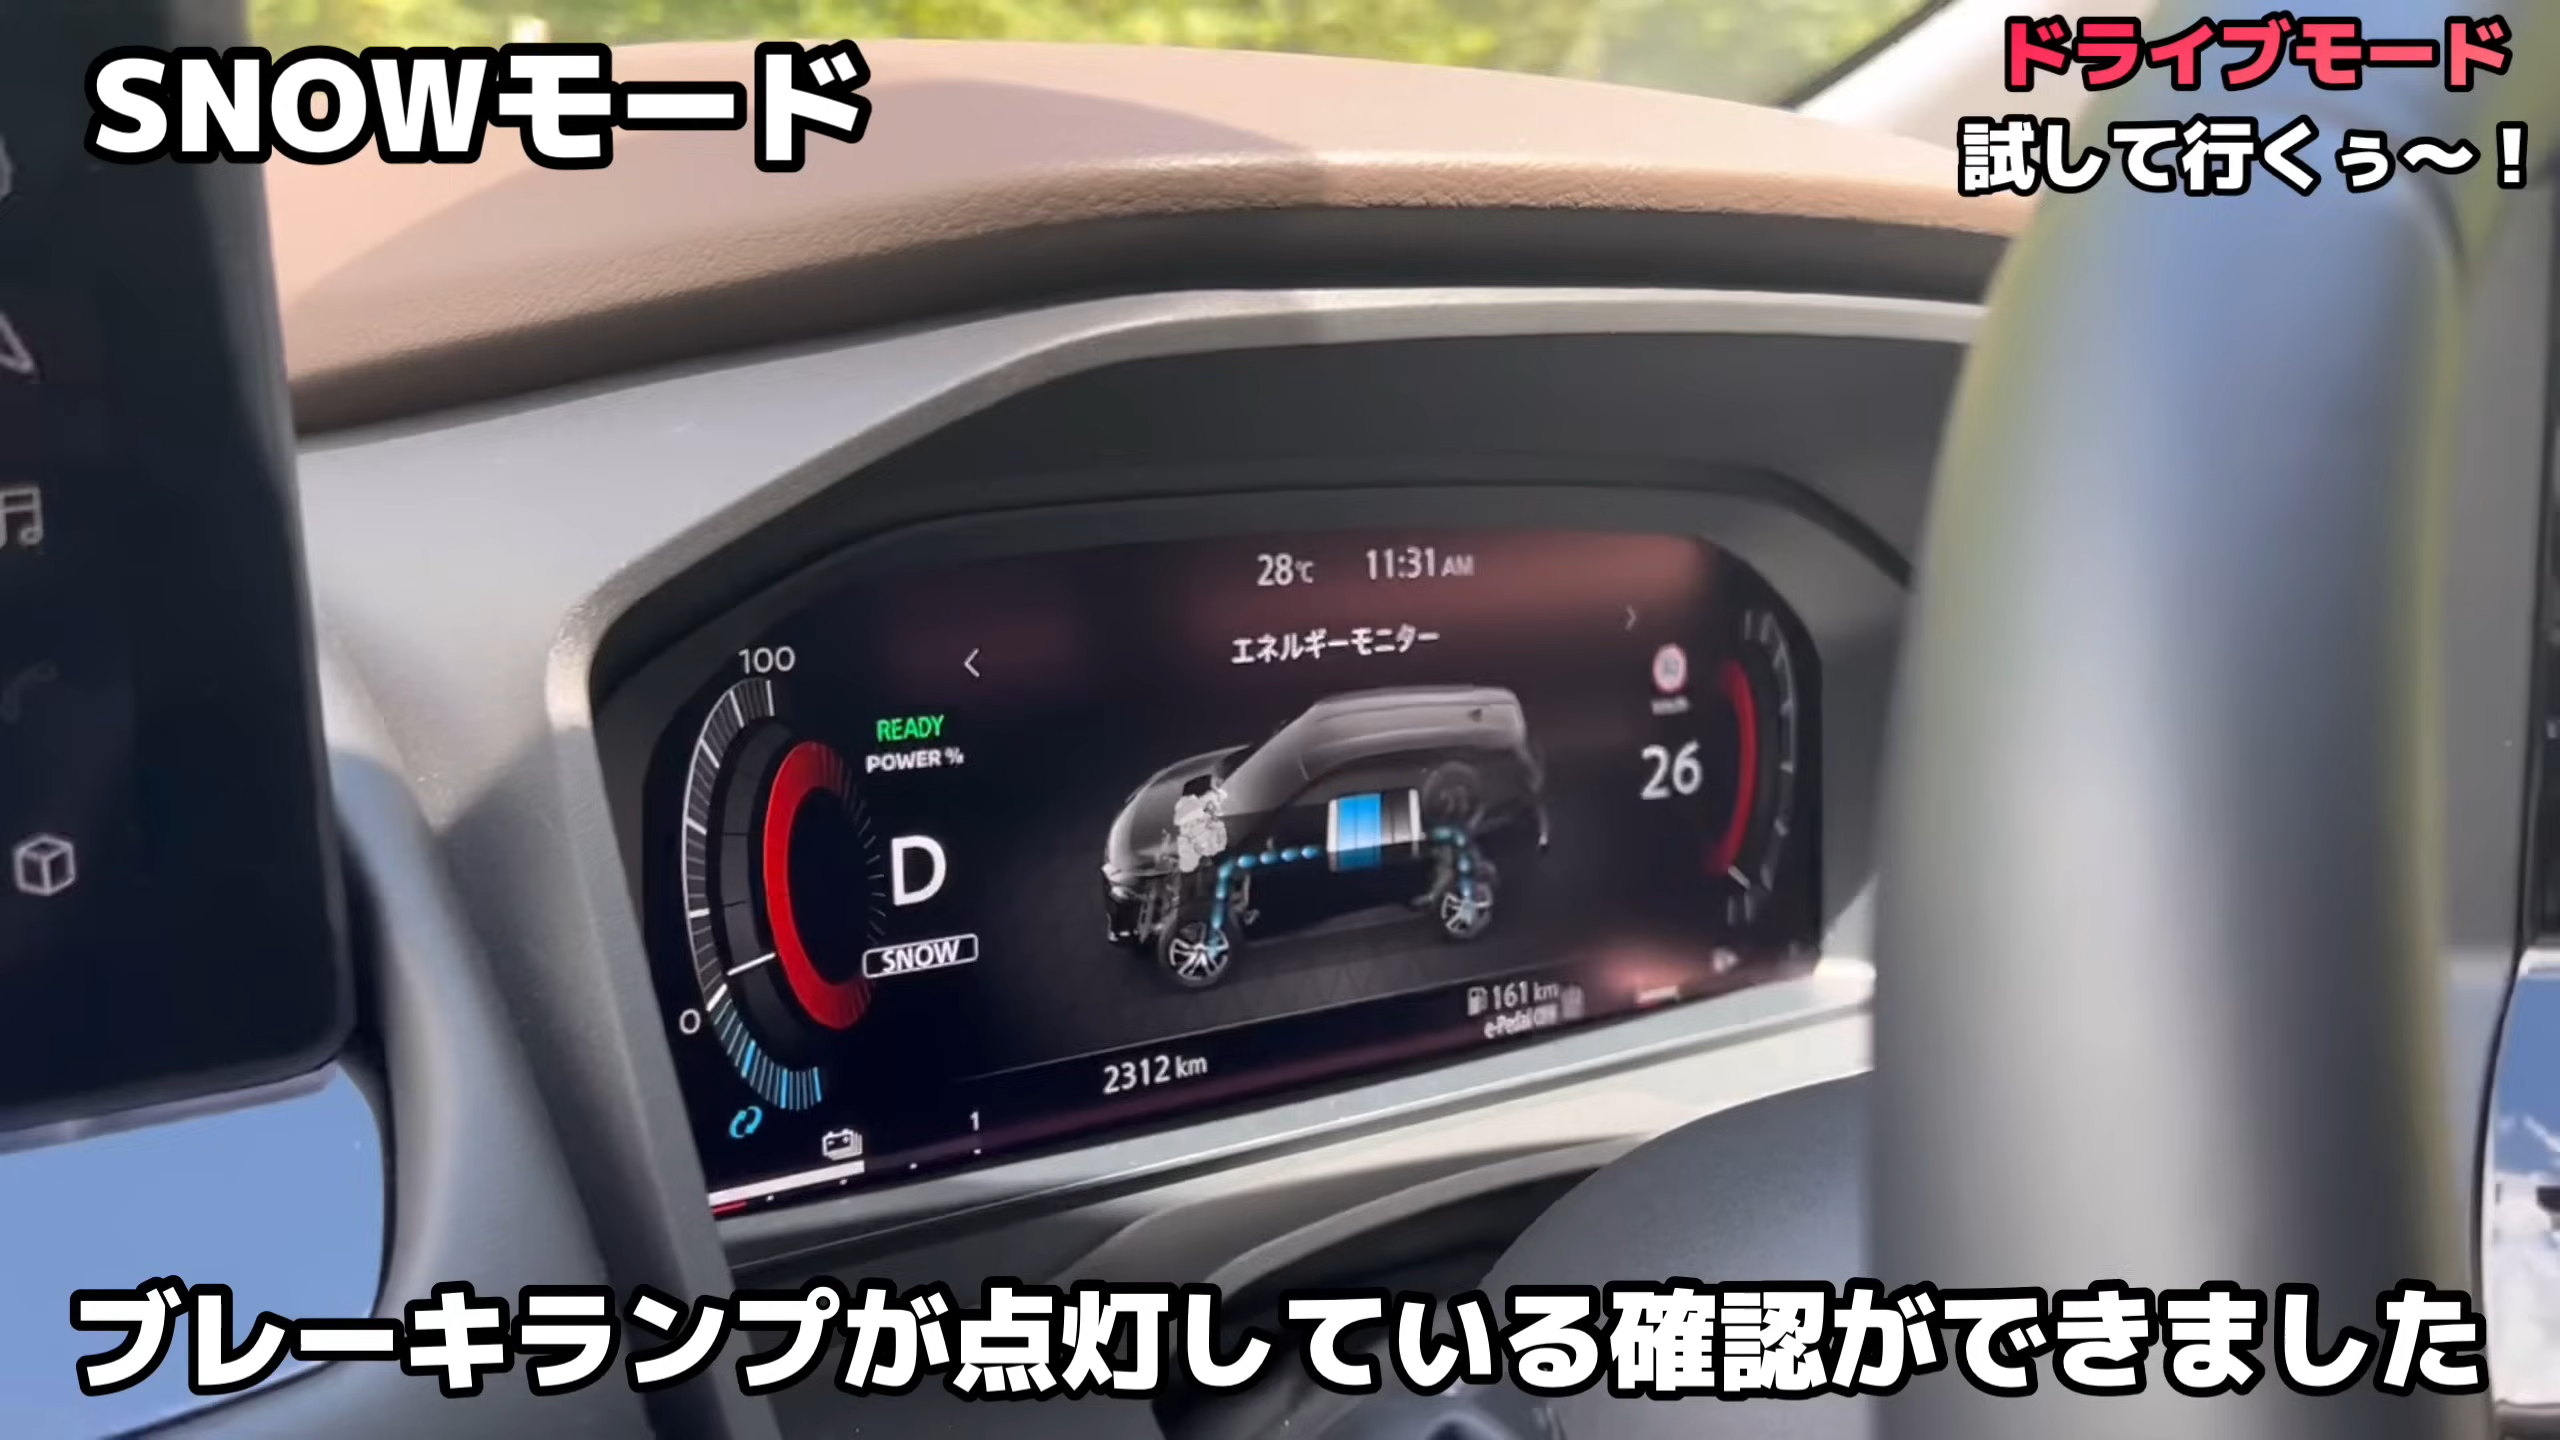 SNOWモード
ドライブモード
試して行くぅ～！
28℃ 11:31 AM
エネルギーモニター
100
READY
POWER %
26
D
SNOW
0
161 km
e-Pedal OFF
2312 km
1
ブレーキランプが点灯している確認ができました